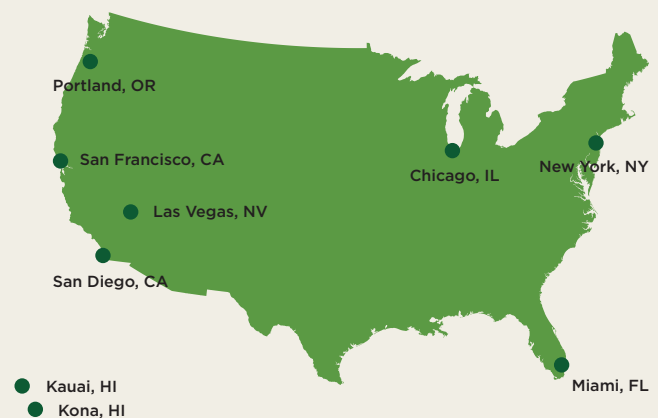 Portland, OR
San Francisco, CA
Chicago, IL
New York, NY
Las Vegas, NV
San Diego, CA
Kauai, HI
Miami, FL
Kona, HI